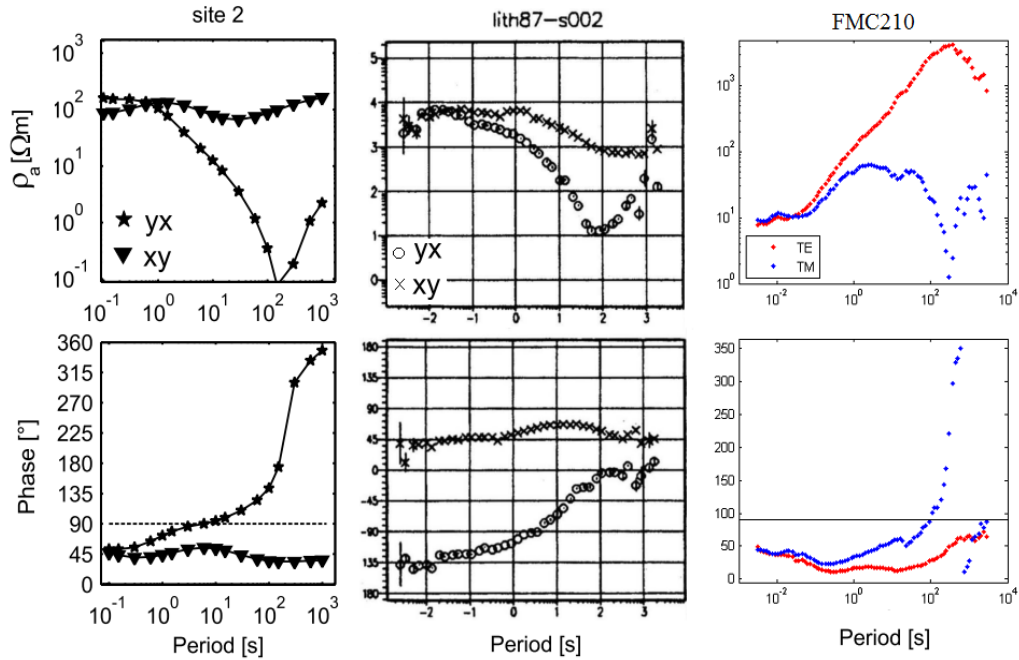 site 2
lith87-s002
FMC210
10³
10²
10¹
10⁰
10⁻¹
ρa[Ωm]
yx
xy
10⁻¹ 10⁰ 10¹ 10² 10³
5
4
3
2
1
0
yx
xy
-2 -1 0 1 2 3
10³
10²
10¹
10⁰
TE
TM
10⁻² 10⁰ 10² 10⁴
Phase [°]
360
315
270
225
180
135
90
45
0
10⁻¹ 10⁰ 10¹ 10² 10³
Period [s]
180
135
90
45
0
-45
-90
-135
180
-2 -1 0 1 2 3
Period [s]
350
300
250
200
150
100
50
0
10⁻² 10⁰ 10² 10⁴
Period [s]